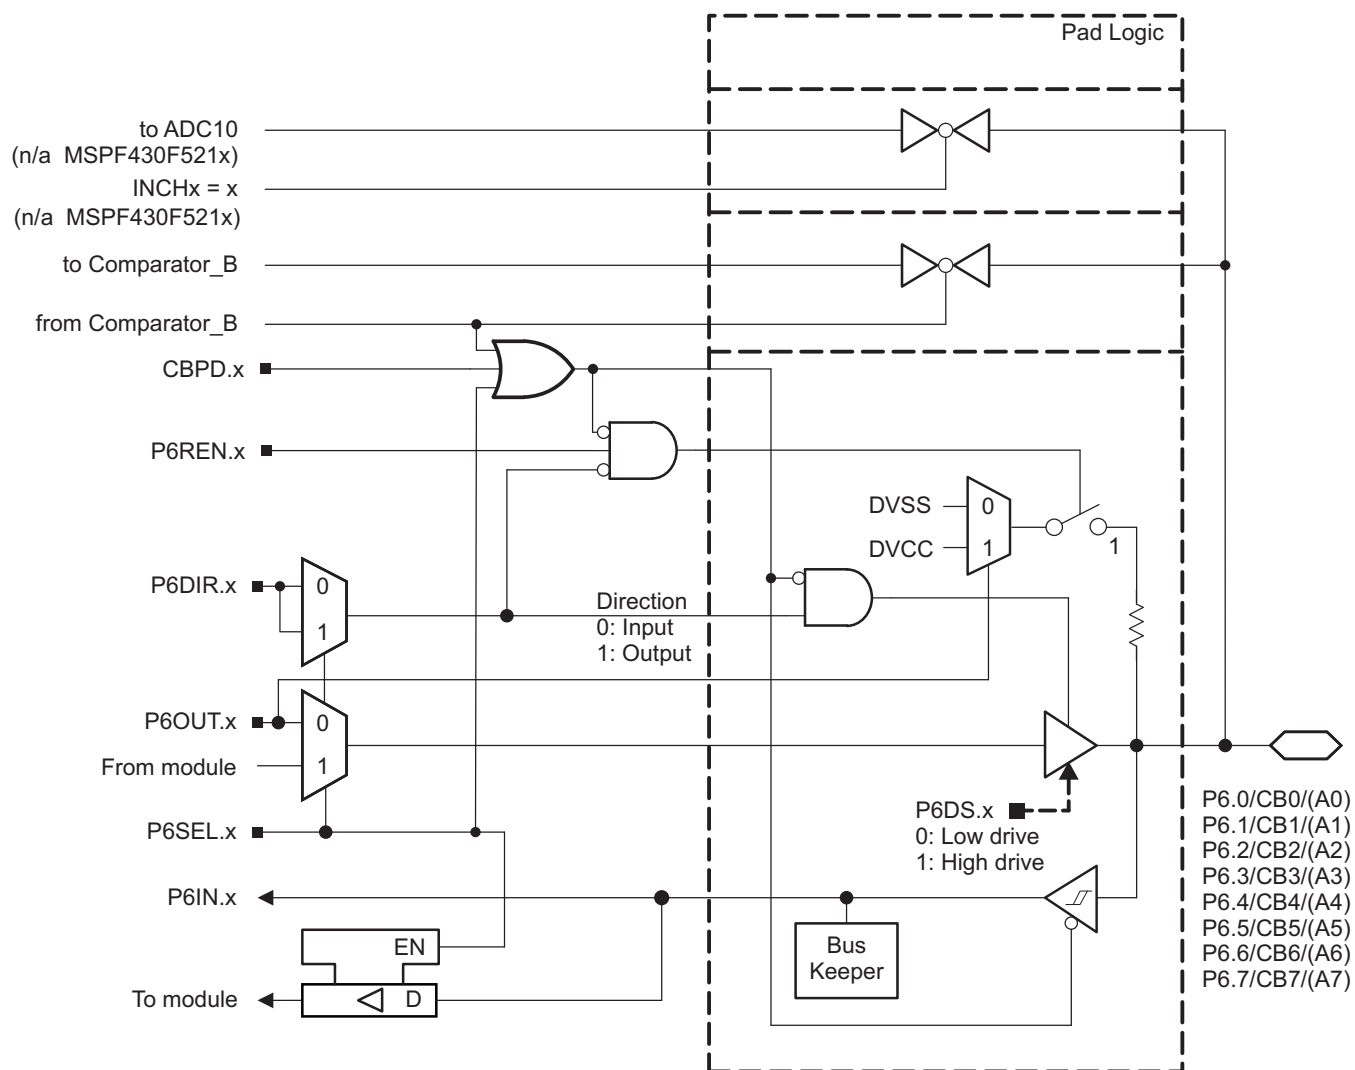 Pad Logic
to ADC10
(n/a MSPF430F521x)
INCHx = x
(n/a MSPF430F521x)
to Comparator_B
from Comparator_B
CBPD.x
P6REN.x
DVSS
0
DVCC
1
1
P6DIR.x
0
1
Direction
0: Input
1: Output
P6OUT.x
0
From module
1
P6SEL.x
P6DS.x
0: Low drive
1: High drive
P6.0/CB0/(A0)
P6.1/CB1/(A1)
P6.2/CB2/(A2)
P6.3/CB3/(A3)
P6.4/CB4/(A4)
P6.5/CB5/(A5)
P6.6/CB6/(A6)
P6.7/CB7/(A7)
P6IN.x
Bus
Keeper
EN
D
To module